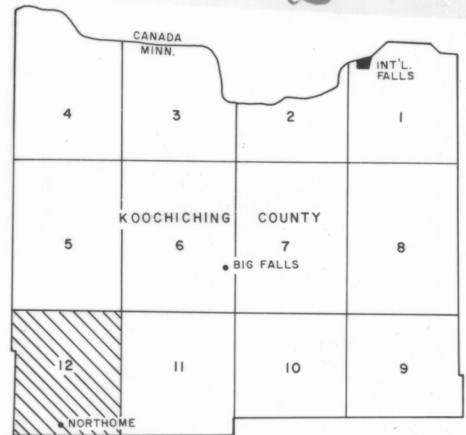 CANADA
MINN.
INT'L.
FALLS
4
3
2
1
KOOCHICHING COUNTY
5
6
7
8
BIG FALLS
12
11
10
9
NORTHOME